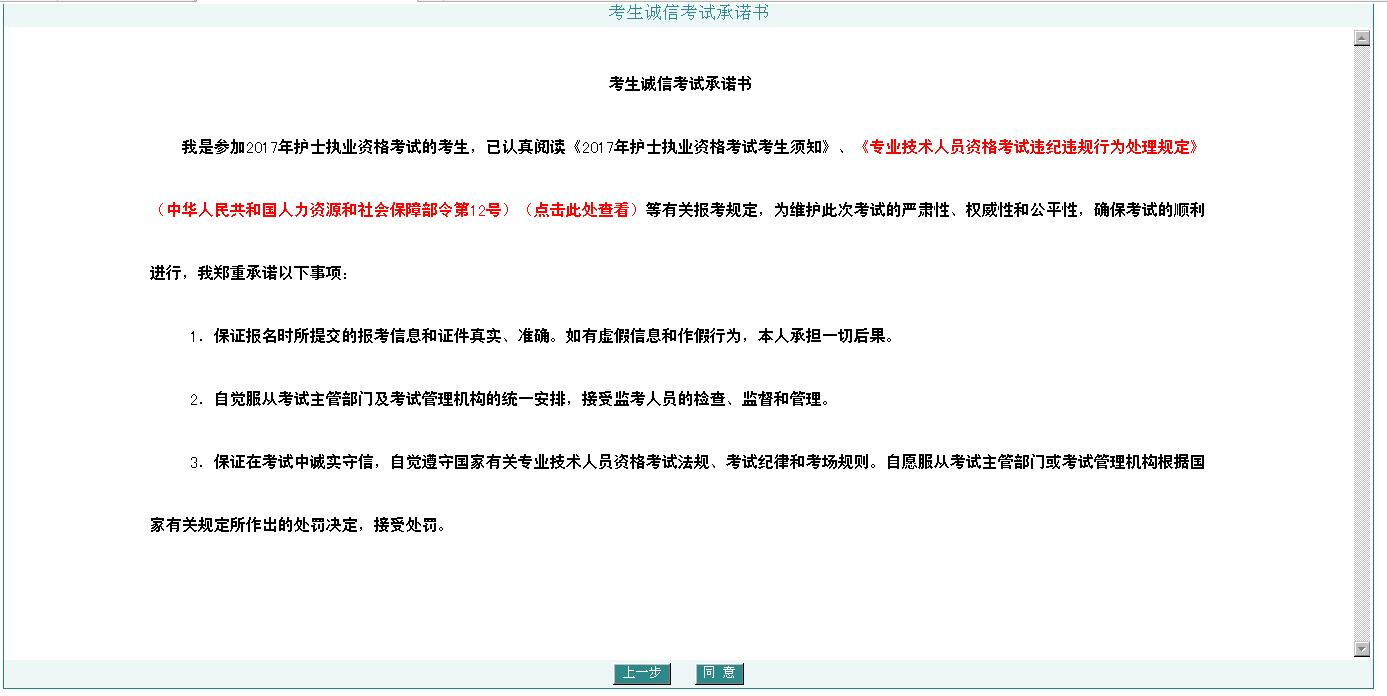 考生诚信考试承诺书
考生诚信考试承诺书
我是参加2017年护士执业资格考试的考生，已认真阅读《2017年护士执业资格考试考生须知》、《专业技术人员资格考试违纪违规行为处理规定》
（中华人民共和国人力资源和社会保障部令第12号）（点击此处查看）等有关报考规定，为维护此次考试的严肃性、权威性和公平性，确保考试的顺利
进行，我郑重承诺以下事项：
1. 保证报名时所提交的报考信息和证件真实、准确。如有虚假信息和作假行为，本人承担一切后果。
2. 自觉服从考试主管部门及考试管理机构的统一安排，接受监考人员的检查、监督和管理。
3. 保证在考试中诚实守信，自觉遵守国家有关专业技术人员资格考试法规、考试纪律和考场规则。自愿服从考试主管部门或考试管理机构根据国
家有关规定所作出的处罚决定，接受处罚。
上一步 同 意